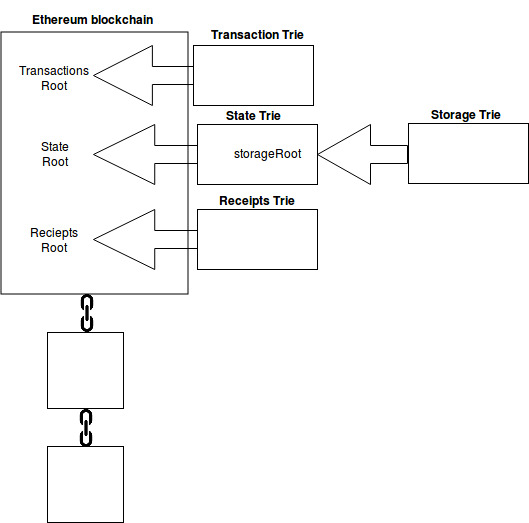 Ethereum blockchain
Transaction Trie
Transactions
Root
State Trie
Storage Trie
State
Root
storageRoot
Receipts Trie
Reciepts
Root